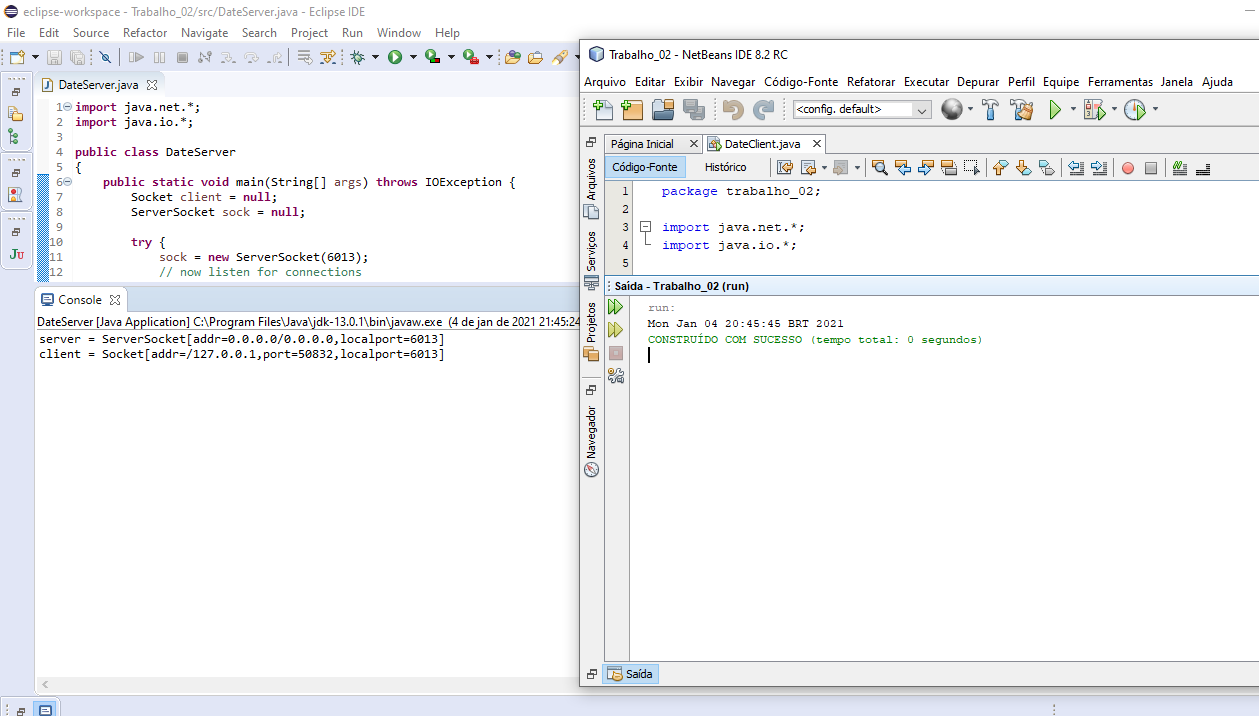 eclipse-workspace - Trabalho_02/src/DateServer.java - Eclipse IDE
File Edit Source Refactor Navigate Search Project Run Window Help
DateServer.java
1 import java.net.*;
2 import java.io.*;
3
4 public class DateServer
5 {
6 public static void main(String[] args) throws IOException {
7 Socket client = null;
8 ServerSocket sock = null;
9
10 try {
11 sock = new ServerSocket(6013);
12 // now listen for connections
Console
DateServer [Java Application] C:\Program Files\Java\jdk-13.0.1\bin\javaw.exe (4 de jan de 2021 21:45:24
server = ServerSocket[addr=0.0.0.0/0.0.0.0,localport=6013]
client = Socket[addr=/127.0.0.1,port=50832,localport=6013]
JU
Trabalho_02 - NetBeans IDE 8.2 RC
Arquivo Editar Exibir Navegar Código-Fonte Refatorar Executar Depurar Perfil Equipe Ferramentas Janela Ajuda
<config. default>
Página Inicial DateClient.java
Código-Fonte Histórico
Arquivos
Serviços
Projetos
Navegador
1 package trabalho_02;
2
3 import java.net.*;
4 import java.io.*;
5
Saída - Trabalho_02 (run)
run:
Mon Jan 04 20:45:45 BRT 2021
CONSTRUÍDO COM SUCESSO (tempo total: 0 segundos)
Saída